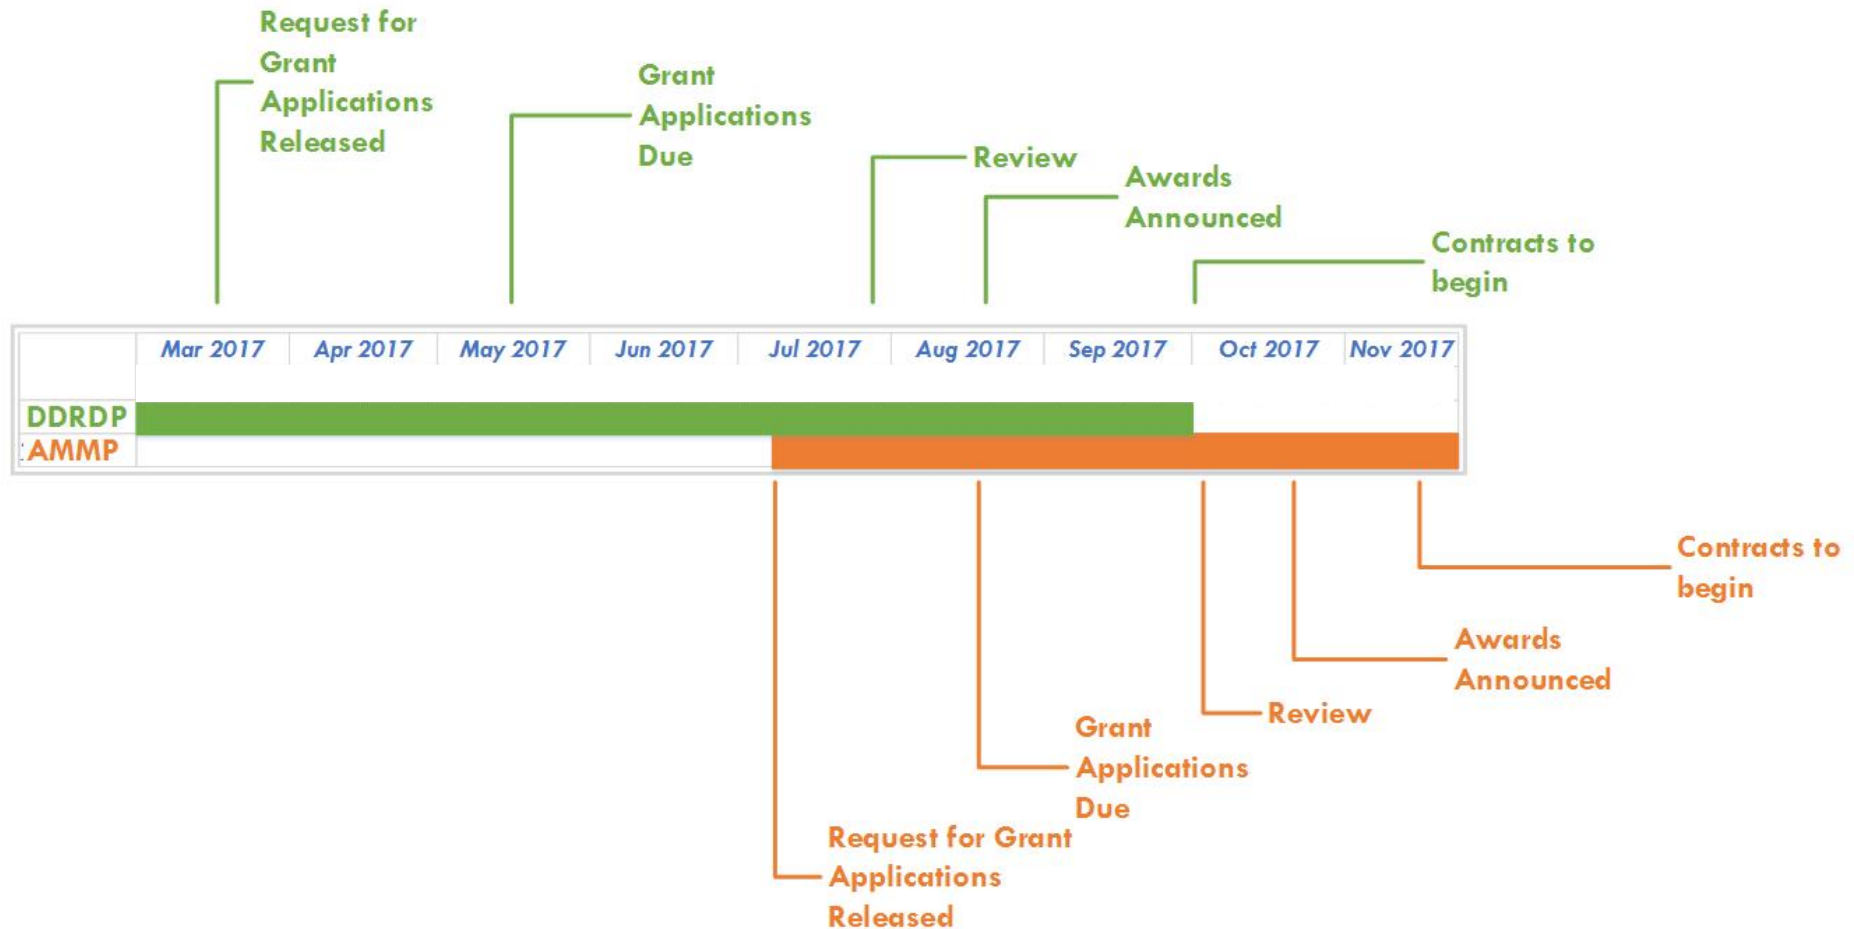 Request for
Grant
Applications
Released
Grant
Applications
Due
Review
Awards
Announced
Contracts to
begin
Mar 2017 Apr 2017 May 2017 Jun 2017 Jul 2017 Aug 2017 Sep 2017 Oct 2017 Nov 2017
DDRDP
AMMP
Contracts to
begin
Awards
Announced
Review
Grant
Applications
Due
Request for Grant
Applications
Released